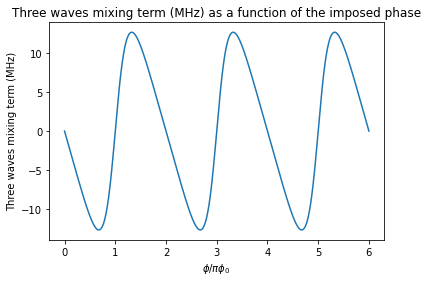 Three waves mixing term (MHz) as a function of the imposed phase
Three waves mixing term (MHz)
10
5
0
−5
−10
0 1 2 3 4 5 6
ϕ/πϕ₀